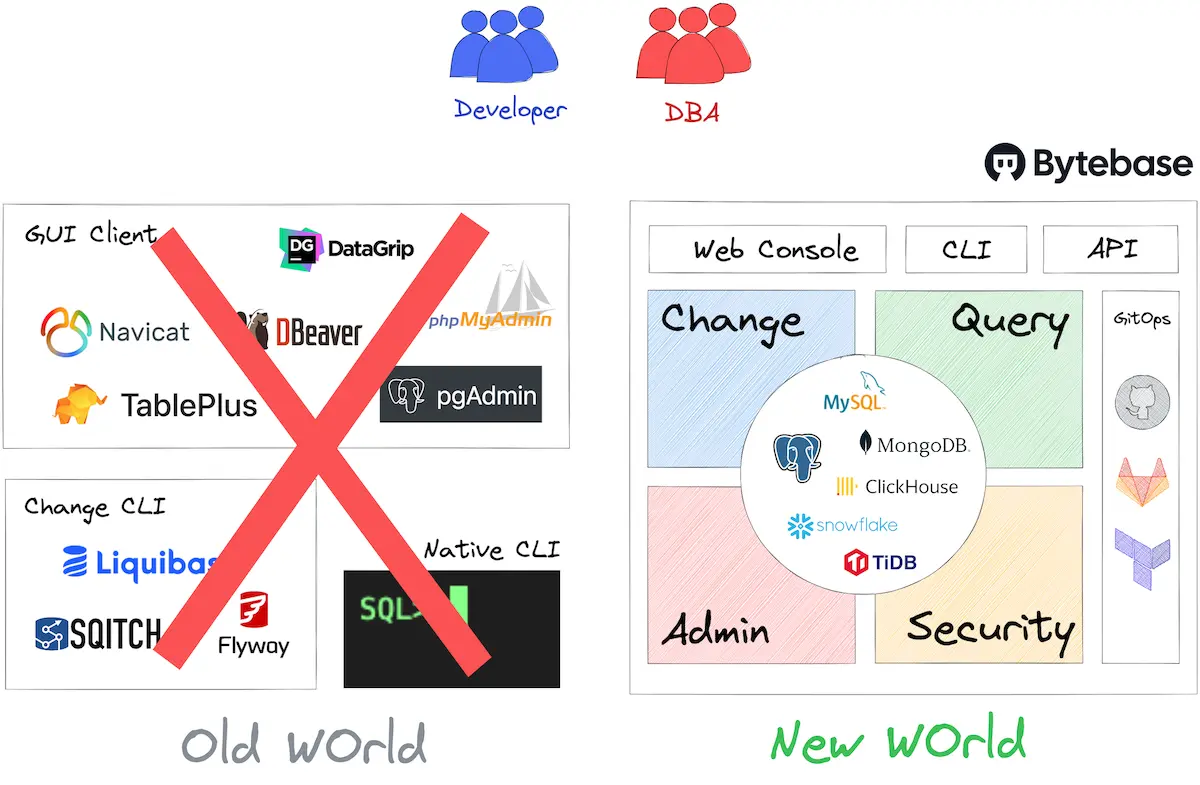 Developer
DBA
Bytebase
GUI Client
DG DataGrip
Navicat
DBeaver
phpMyAdmin
TablePlus
pgAdmin
Change CLI
Liquibas
SQITCH
Flyway
Native CLI
SQL>
Old World
Web Console
CLI
API
Change
Query
GitOps
MySQL
MongoDB
ClickHouse
snowflake
TiDB
Admin
Security
New World